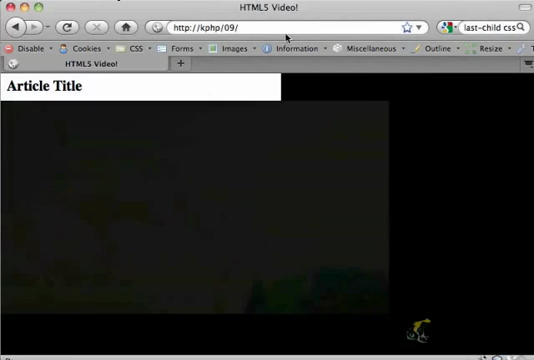 HTML5 Video!
http://kphp/09/
last-child css
Disable Cookies CSS Forms Images Information Miscellaneous Outline Resize
HTML5 Video!
Article Title